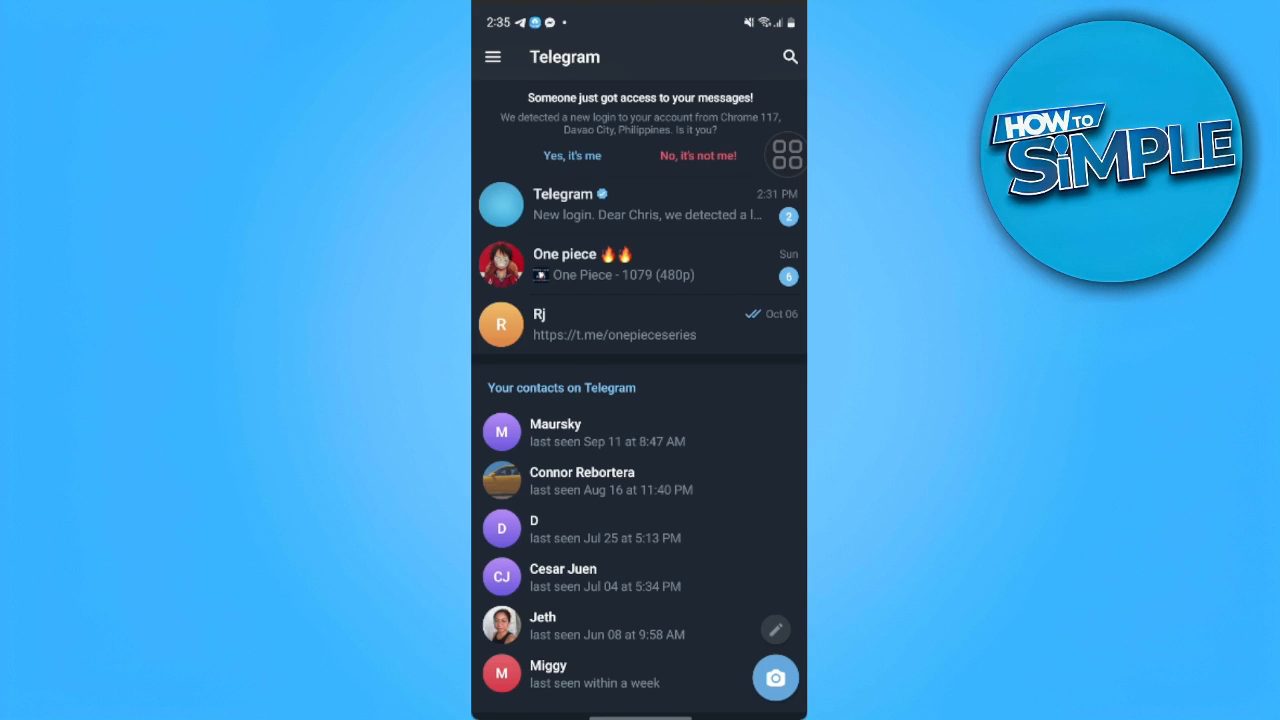 2:35
Telegram
Someone just got access to your messages!
We detected a new login to your account from Chrome 117,
Davao City, Philippines. Is it you?
Yes, it's me No, it's not me!
Telegram 2:31 PM
New login. Dear Chris, we detected a l... 2
One piece 🔥🔥 Sun
One Piece - 1079 (480p) 6
R
Rj Oct 06
https://t.me/onepieceseries
Your contacts on Telegram
M
Maursky
last seen Sep 11 at 8:47 AM
Connor Rebortera
last seen Aug 16 at 11:40 PM
D
D
last seen Jul 25 at 5:13 PM
CJ
Cesar Juen
last seen Jul 04 at 5:34 PM
Jeth
last seen Jun 08 at 9:58 AM
M
Miggy
last seen within a week
HOW TO
SiMPLE